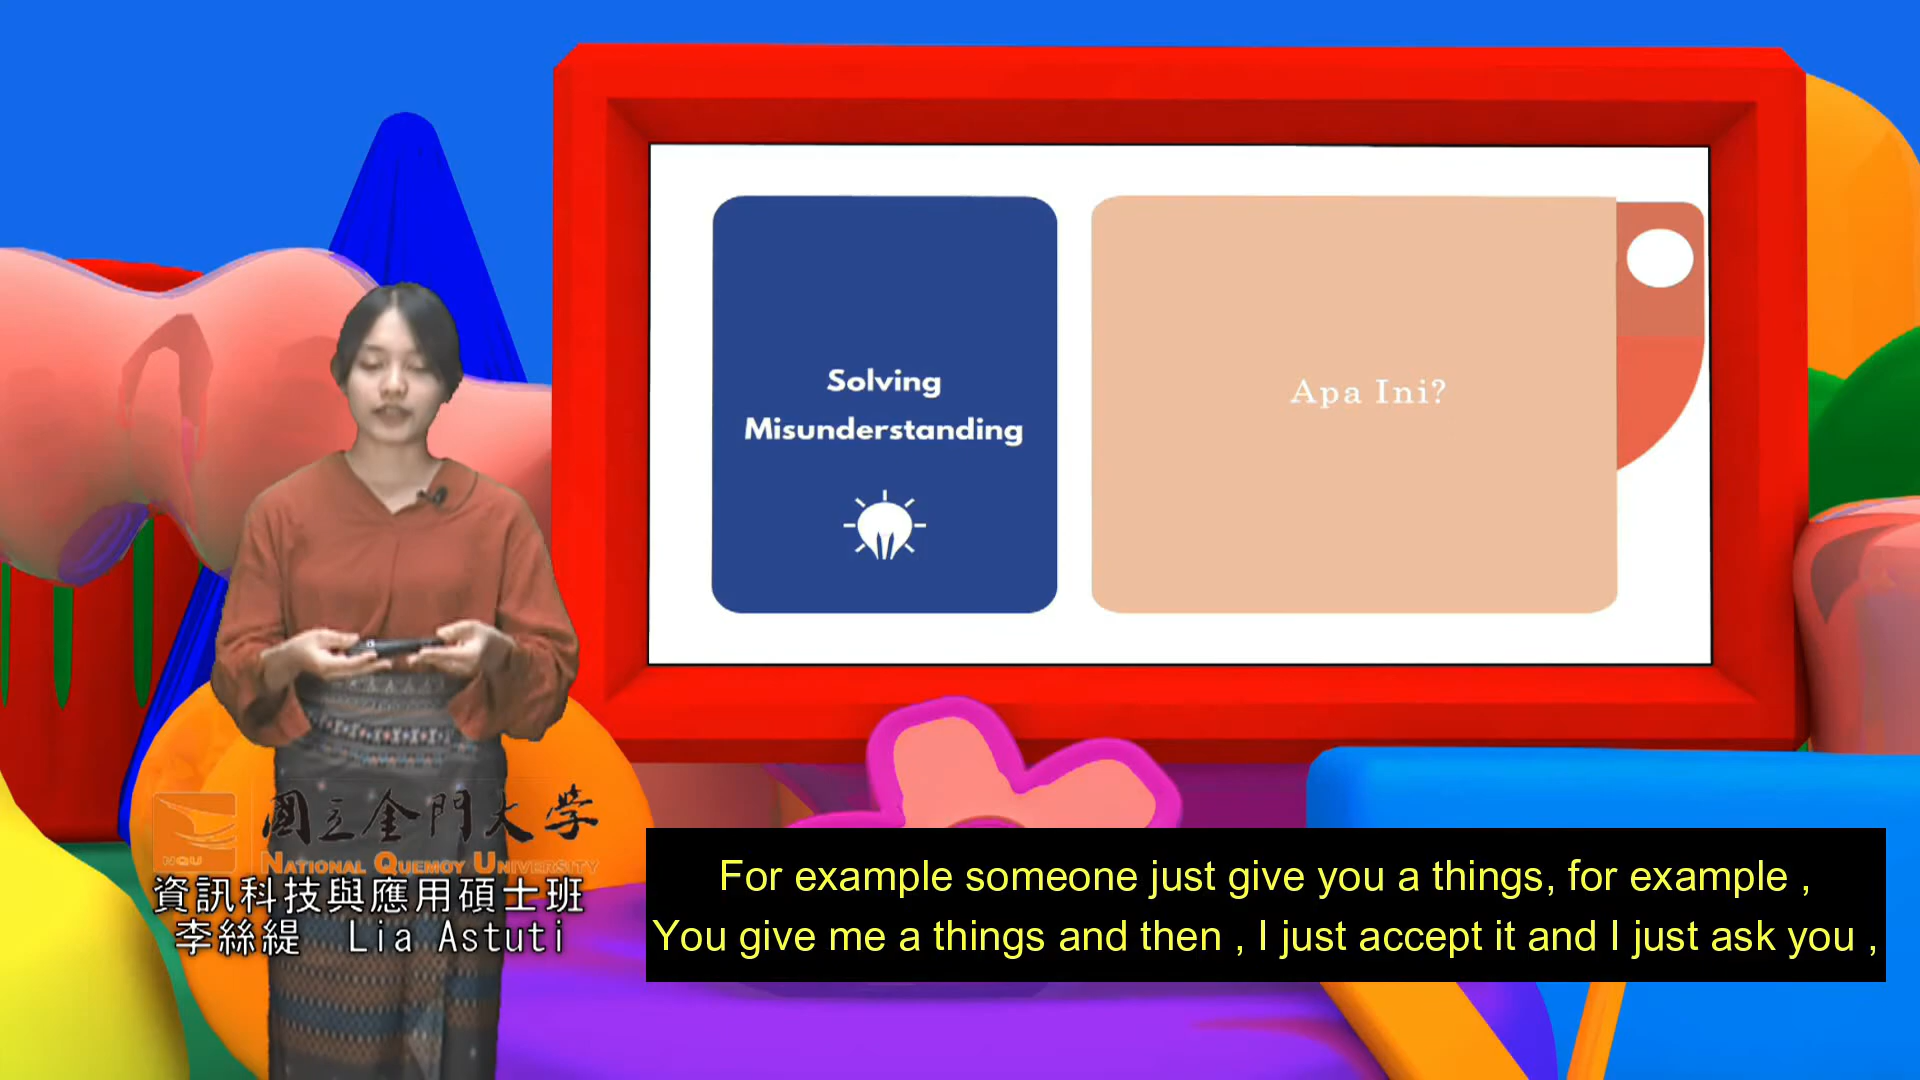 Solving
Misunderstanding
Apa Ini?
國立金門大學
NQU
NATIONAL QUEMOY UNIVERSITY
資訊科技與應用碩士班
李絲緹 Lia Astuti
For example someone just give you a things, for example ,
You give me a things and then , I just accept it and I just ask you ,